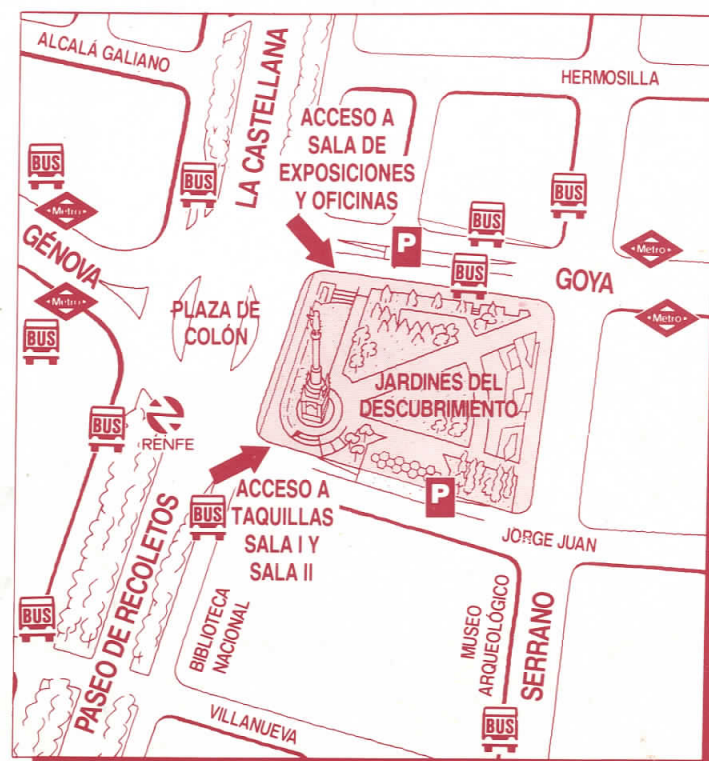 ALCALÁ GALIANO
LA CASTELLANA
HERMOSILLA
ACCESO A
SALA DE
EXPOSICIONES
Y OFICINAS
BUS
BUS
BUS
BUS
BUS
Metro
Metro
GÉNOVA
P
GOYA
Metro
Metro
BUS
PLAZA DE
COLÓN
JARDINES DEL
DESCUBRIMIENTO
BUS
RENFE
ACCESO A
TAQUILLAS
SALA I Y
SALA II
BUS
P
JORGE JUAN
BUS
PASEO DE RECOLETOS
BIBLIOTECA
NACIONAL
MUSEO
ARQUEOLÓGICO
SERRANO
VILLANUEVA
BUS